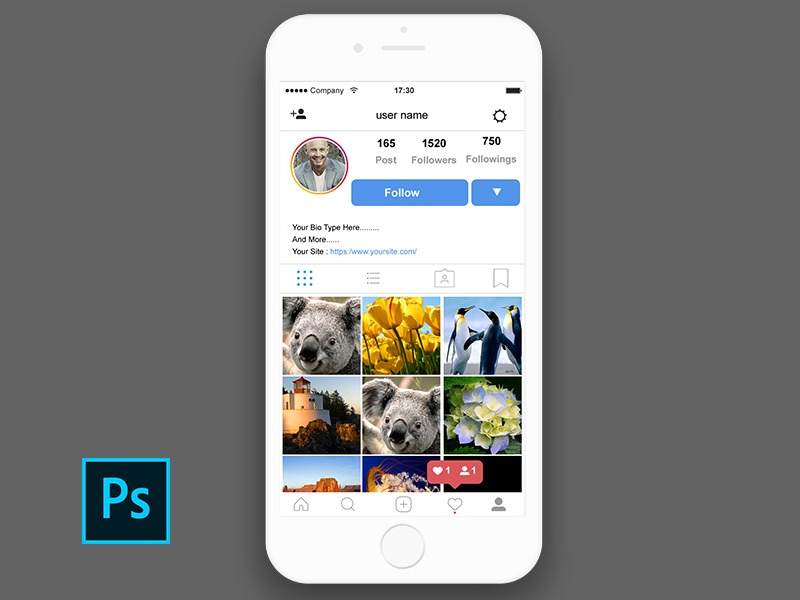 Company
17:30
user name
165
1520
750
Post
Followers
Followings
Follow
Your Bio Type Here.........
And More......
Your Site : https:/www.yoursite.com/
1
1
Ps